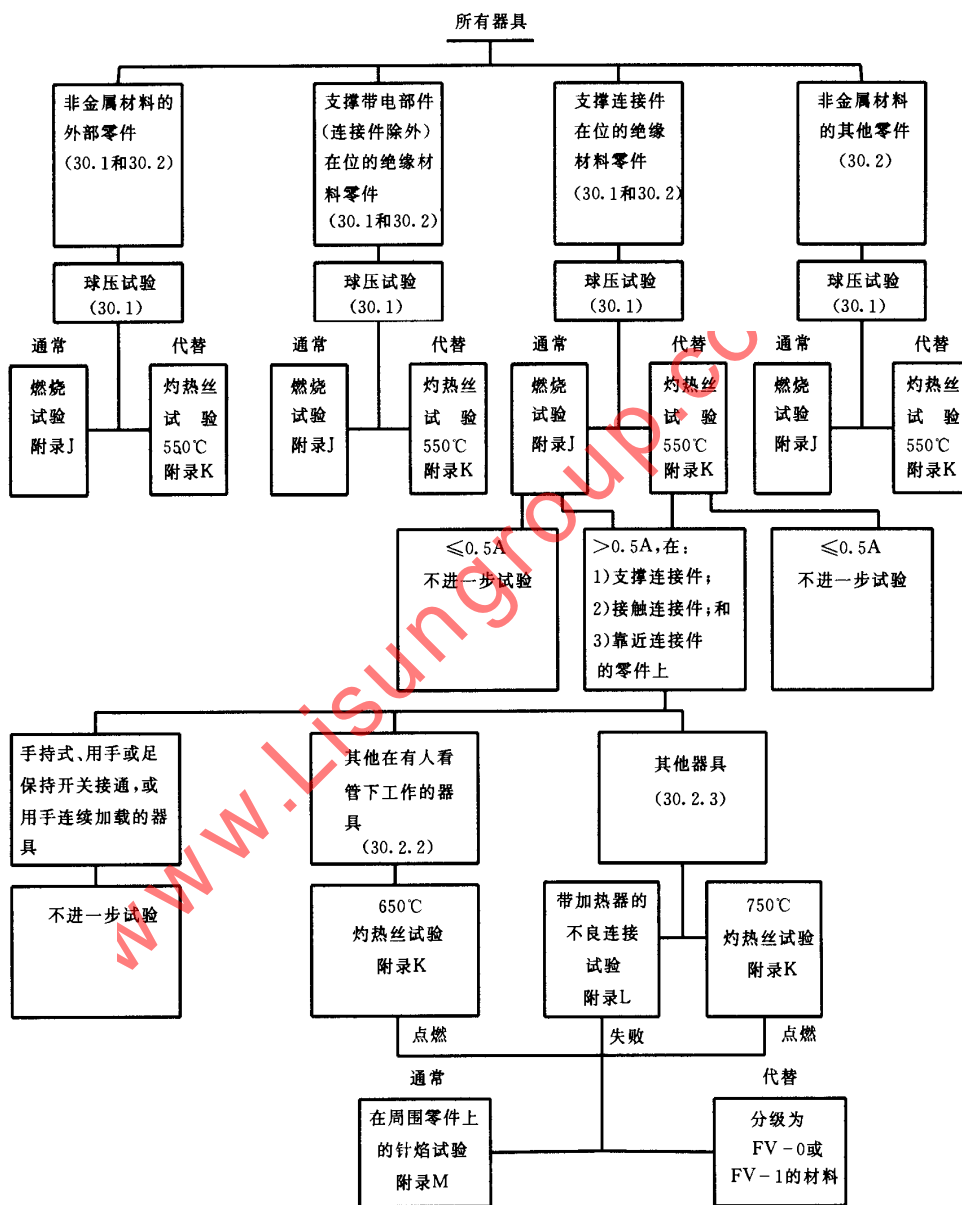 所有器具
非金属材料的
外部零件
(30.1和30.2)
支撑带电部件
(连接件除外)
在位的绝缘材
料零件
(30.1和30.2)
支撑连接件
在位的绝缘
材料零件
(30.1和30.2)
非金属材料
的其他零件
(30.2)
球压试验
(30.1)
球压试验
(30.1)
球压试验
(30.1)
球压试验
(30.1)
通常
代替
通常
代替
通常
代替
通常
代替
燃烧
试验
附录J
灼热丝
试 验
550℃
附录K
燃烧
试验
附录J
灼热丝
试 验
550℃
附录K
燃烧
试验
附录J
灼热丝
试 验
550℃
附录K
燃烧
试验
附录J
灼热丝
试 验
550℃
附录K
≤0.5A
不进一步试验
>0.5A,在:
1)支撑连接件;
2)接触连接件;和
3)靠近连接件
的零件上
≤0.5A
不进一步试验
手持式、用手或足
保持开关接通,或
用手连续加载的器
具
其他在有人看
管下工作的器
具
(30.2.2)
其他器具
(30.2.3)
不进一步试验
650℃
灼热丝试验
附录K
带加热器的
不良连接
试验
附录L
750℃
灼热丝试验
附录K
点燃
失败
点燃
通常
代替
在周围零件上
的针焰试验
附录M
分级为
FV-0或
FV-1的材料
www.Lisungroup.com